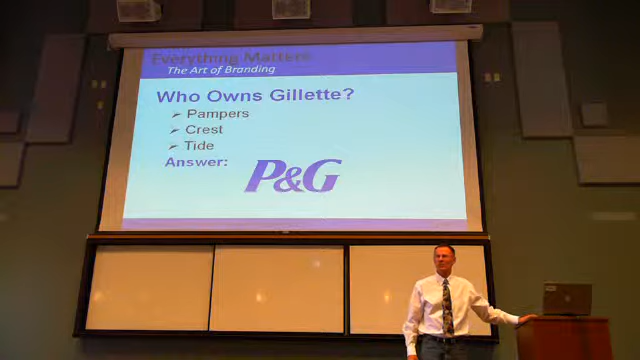 Everything Matters
The Art of Branding
Who Owns Gillette?
➢ Pampers
➢ Crest
➢ Tide
Answer:
P&G